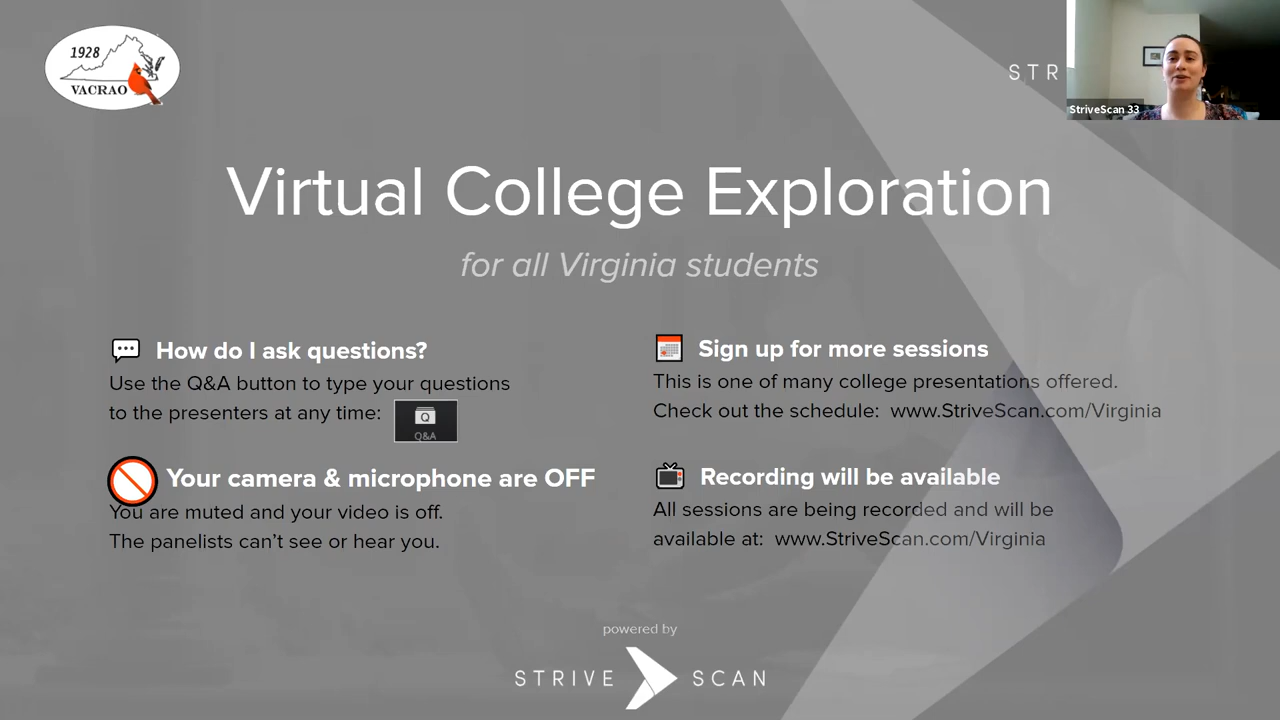 1928
VACRAO
STR
StriveScan 33
Virtual College Exploration
for all Virginia students
How do I ask questions?
Use the Q&A button to type your questions
to the presenters at any time:
Q
Q&A
Your camera & microphone are OFF
You are muted and your video is off.
The panelists can’t see or hear you.
Sign up for more sessions
This is one of many college presentations offered.
Check out the schedule: www.StriveScan.com/Virginia
Recording will be available
All sessions are being recorded and will be
available at: www.StriveScan.com/Virginia
powered by
STRIVE SCAN